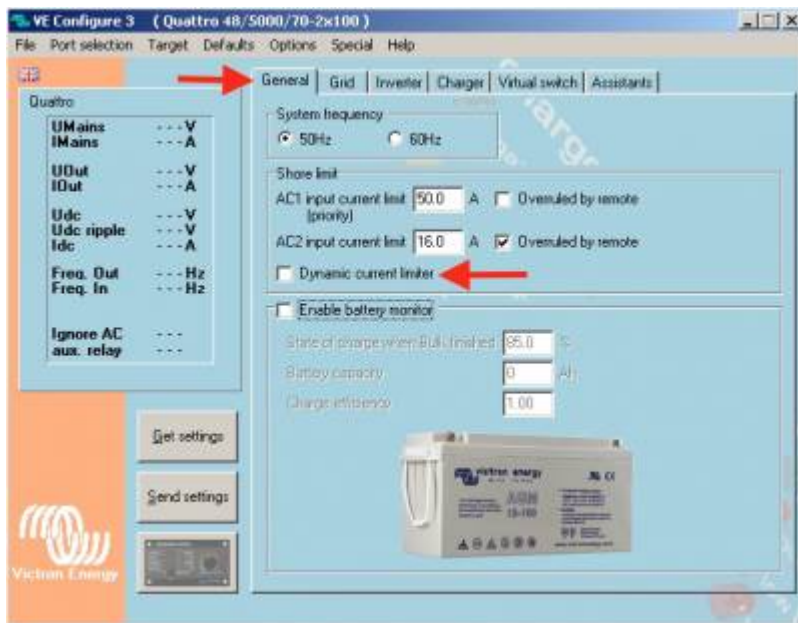 VE Configure 3 ( Quattro 48/5000/70-2x100 )
File Port selection Target Defaults Options Special Help
General Grid Inverter Charger Virtual switch Assistants
Quattro
UMains ---V
IMains ---A
UOut ---V
IOut ---A
Udc ---V
Udc ripple ---V
Idc ---A
Freq. Out ---Hz
Freq. In ---Hz
Ignore AC ---
aux. relay ---
Get settings
Send settings
Victron Energy
System frequency
50Hz 60Hz
Shore limit
AC1 input current limit 50.0 A Overruled by remote
(priority)
AC2 input current limit 16.0 A Overruled by remote
Dynamic current limiter
Enable battery monitor
State of charge when Bulk finished 85.0 %
Battery capacity 0 Ah
Charge efficiency 1.00
victron energy
AGM